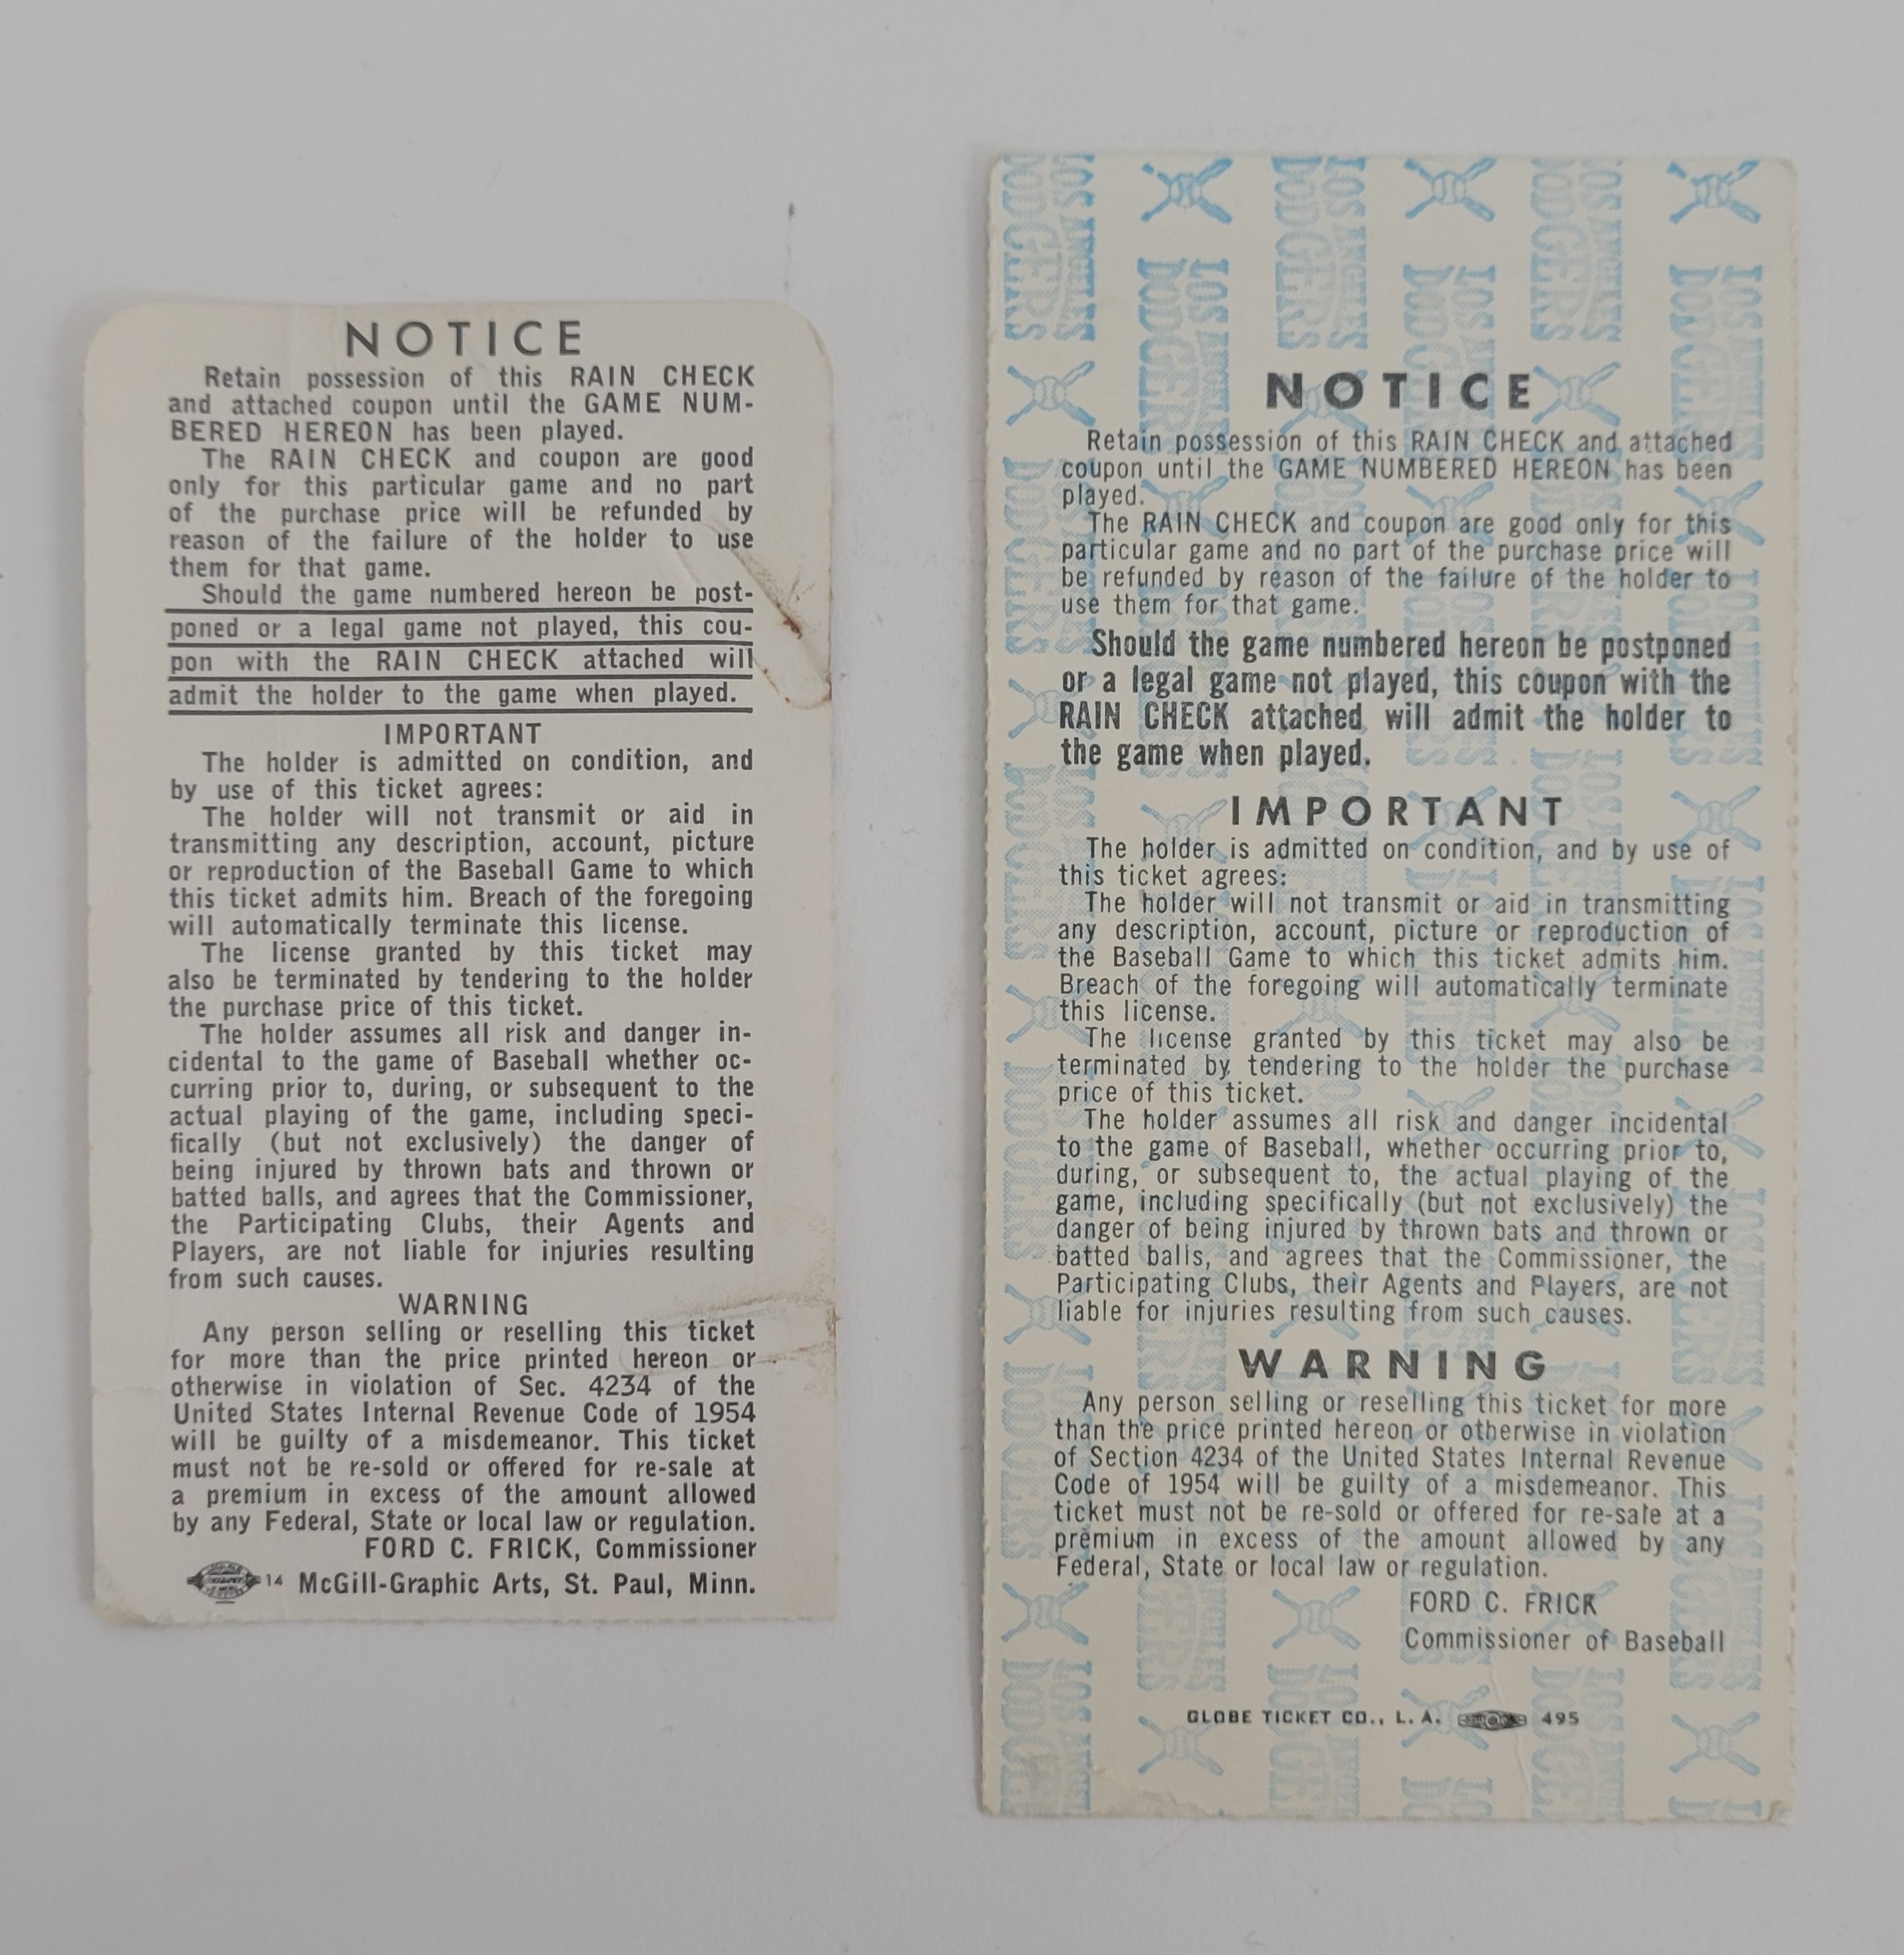 NOTICE
Retain possession of this RAIN CHECK
and attached coupon until the GAME NUM-
BERED HEREON has been played.
The RAIN CHECK and coupon are good
only for this particular game and no part
of the purchase price will be refunded by
reason of the failure of the holder to use
them for that game.
Should the game numbered hereon be post-
poned or a legal game not played, this cou-
pon with the RAIN CHECK attached will
admit the holder to the game when played.
IMPORTANT
The holder is admitted on condition, and
by use of this ticket agrees:
The holder will not transmit or aid in
transmitting any description, account, picture
or reproduction of the Baseball Game to which
this ticket admits him. Breach of the foregoing
will automatically terminate this license.
The license granted by this ticket may
also be terminated by tendering to the holder
the purchase price of this ticket.
The holder assumes all risk and danger in-
cidental to the game of Baseball whether oc-
curring prior to, during, or subsequent to the
actual playing of the game, including speci-
fically (but not exclusively) the danger of
being injured by thrown bats and thrown or
batted balls, and agrees that the Commissioner,
the Participating Clubs, their Agents and
Players, are not liable for injuries resulting
from such causes.
WARNING
Any person selling or reselling this ticket
for more than the price printed hereon or
otherwise in violation of Sec. 4234 of the
United States Internal Revenue Code of 1954
will be guilty of a misdemeanor. This ticket
must not be re-sold or offered for re-sale at
a premium in excess of the amount allowed
by any Federal, State or local law or regulation.
FORD C. FRICK, Commissioner
14 McGill-Graphic Arts, St. Paul, Minn.
LOS ANGELES
DODGERS
NOTICE
Retain possession of this RAIN CHECK and attached
coupon until the GAME NUMBERED HEREON has been
played.
The RAIN CHECK and coupon are good only for this
particular game and no part of the purchase price will
be refunded by reason of the failure of the holder to
use them for that game.
Should the game numbered hereon be postponed
or a legal game not played, this coupon with the
RAIN CHECK attached will admit the holder to
the game when played.
IMPORTANT
The holder is admitted on condition, and by use of
this ticket agrees:
The holder will not transmit or aid in transmitting
any description, account, picture or reproduction of
the Baseball Game to which this ticket admits him.
Breach of the foregoing will automatically terminate
this license.
The license granted by this ticket may also be
terminated by tendering to the holder the purchase
price of this ticket.
The holder assumes all risk and danger incidental
to the game of Baseball, whether occurring prior to,
during, or subsequent to, the actual playing of the
game, including specifically (but not exclusively) the
danger of being injured by thrown bats and thrown or
batted balls, and agrees that the Commissioner, the
Participating Clubs, their Agents and Players, are not
liable for injuries resulting from such causes.
WARNING
Any person selling or reselling this ticket for more
than the price printed hereon or otherwise in violation
of Section 4234 of the United States Internal Revenue
Code of 1954 will be guilty of a misdemeanor. This
ticket must not be re-sold or offered for re-sale at a
premium in excess of the amount allowed by any
Federal, State or local law or regulation.
FORD C. FRICK
Commissioner of Baseball
GLOBE TICKET CO., L. A. 495